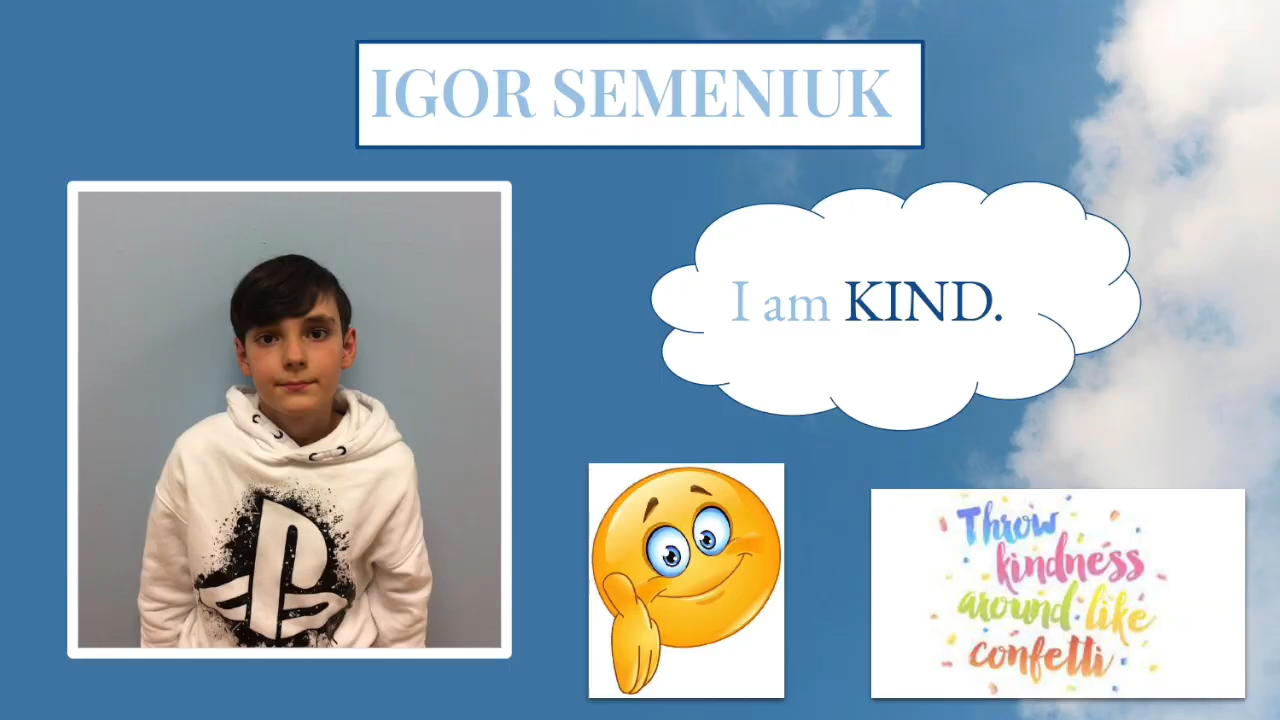 IGOR SEMENIUK
I am KIND.
Throw
kindness
around like
confetti